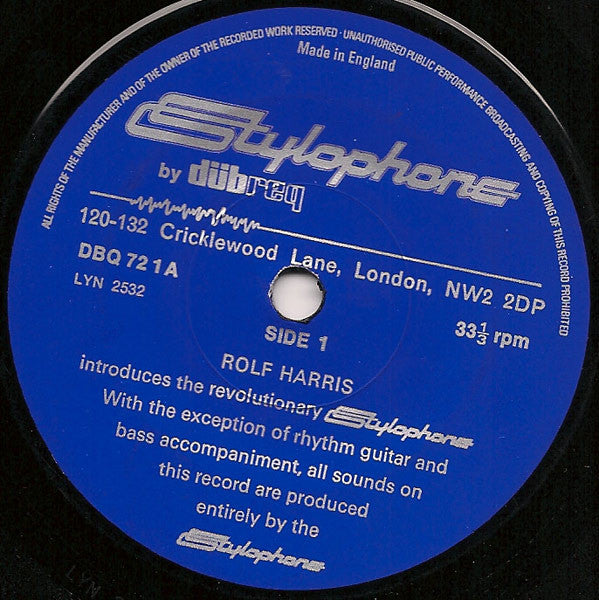 ALL RIGHTS OF THE MANUFACTURER AND OF THE OWNER OF THE RECORDED WORK RESERVED · UNAUTHORISED PUBLIC PERFORMANCE BROADCASTING AND COPYING OF THIS RECORD PROHIBITED
Made in England
Stylophone
by dübreq
120-132 Cricklewood Lane, London, NW2 2DP
DBQ 72 1A
LYN 2532
33⅓ rpm
SIDE 1
ROLF HARRIS
introduces the revolutionary Stylophone
With the exception of rhythm guitar and
bass accompaniment, all sounds on
this record are produced
entirely by the
Stylophone